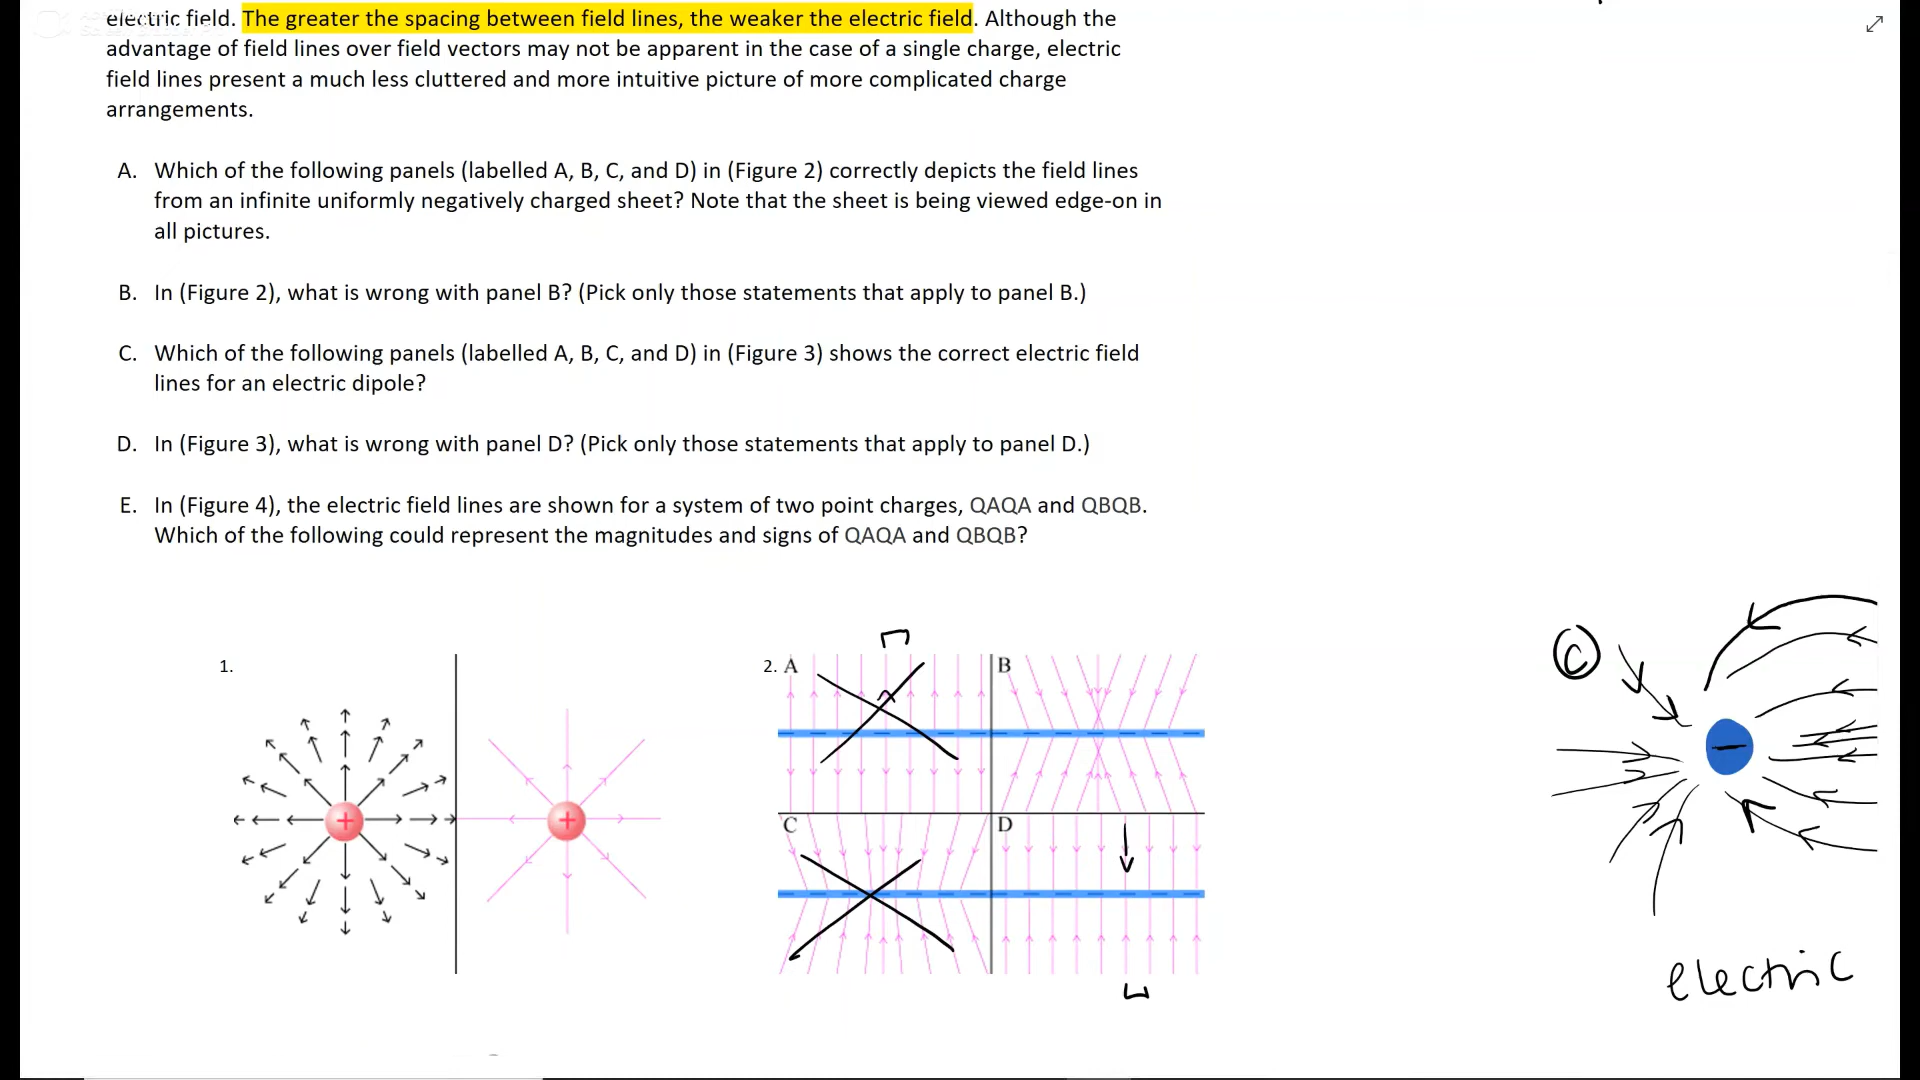 electric field. The greater the spacing between field lines, the weaker the electric field. Although the
advantage of field lines over field vectors may not be apparent in the case of a single charge, electric
field lines present a much less cluttered and more intuitive picture of more complicated charge
arrangements.
A. Which of the following panels (labelled A, B, C, and D) in (Figure 2) correctly depicts the field lines
from an infinite uniformly negatively charged sheet? Note that the sheet is being viewed edge-on in
all pictures.
B. In (Figure 2), what is wrong with panel B? (Pick only those statements that apply to panel B.)
C. Which of the following panels (labelled A, B, C, and D) in (Figure 3) shows the correct electric field
lines for an electric dipole?
D. In (Figure 3), what is wrong with panel D? (Pick only those statements that apply to panel D.)
E. In (Figure 4), the electric field lines are shown for a system of two point charges, QAQA and QBQB.
Which of the following could represent the magnitudes and signs of QAQA and QBQB?
1.
+
+
2. A
B
C
D
C
−
electric